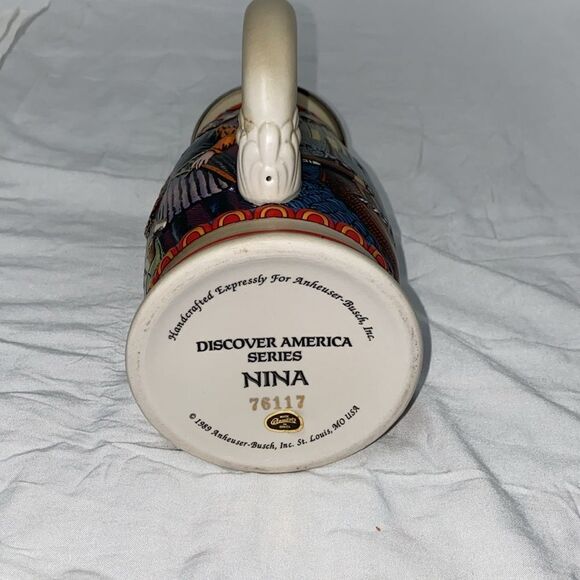 Handcrafted Expressly For Anheuser-Busch, Inc.
DISCOVER AMERICA
SERIES
NINA
76117
© 1989 Anheuser-Busch, Inc. St. Louis, MO USA